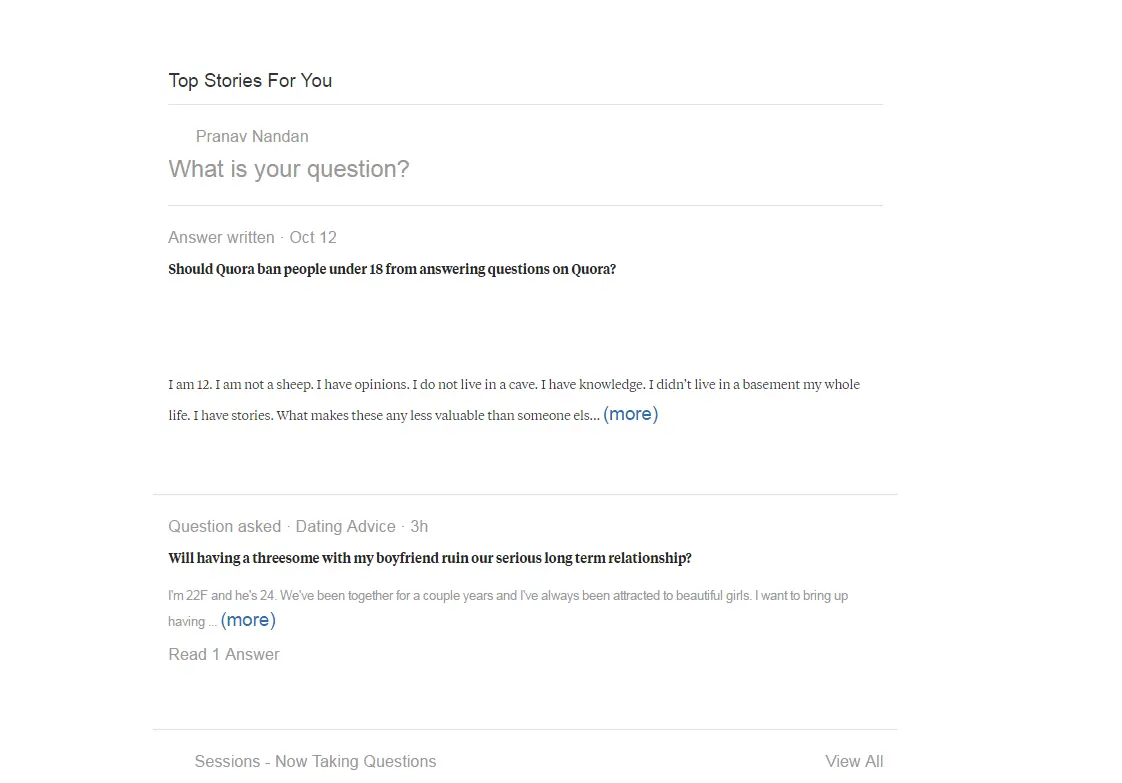 Top Stories For You
Pranav Nandan
What is your question?
Answer written · Oct 12
Should Quora ban people under 18 from answering questions on Quora?
I am 12. I am not a sheep. I have opinions. I do not live in a cave. I have knowledge. I didn't live in a basement my whole
life. I have stories. What makes these any less valuable than someone els... (more)
Question asked · Dating Advice · 3h
Will having a threesome with my boyfriend ruin our serious long term relationship?
I'm 22F and he's 24. We've been together for a couple years and I've always been attracted to beautiful girls. I want to bring up
having ... (more)
Read 1 Answer
Sessions - Now Taking Questions View All